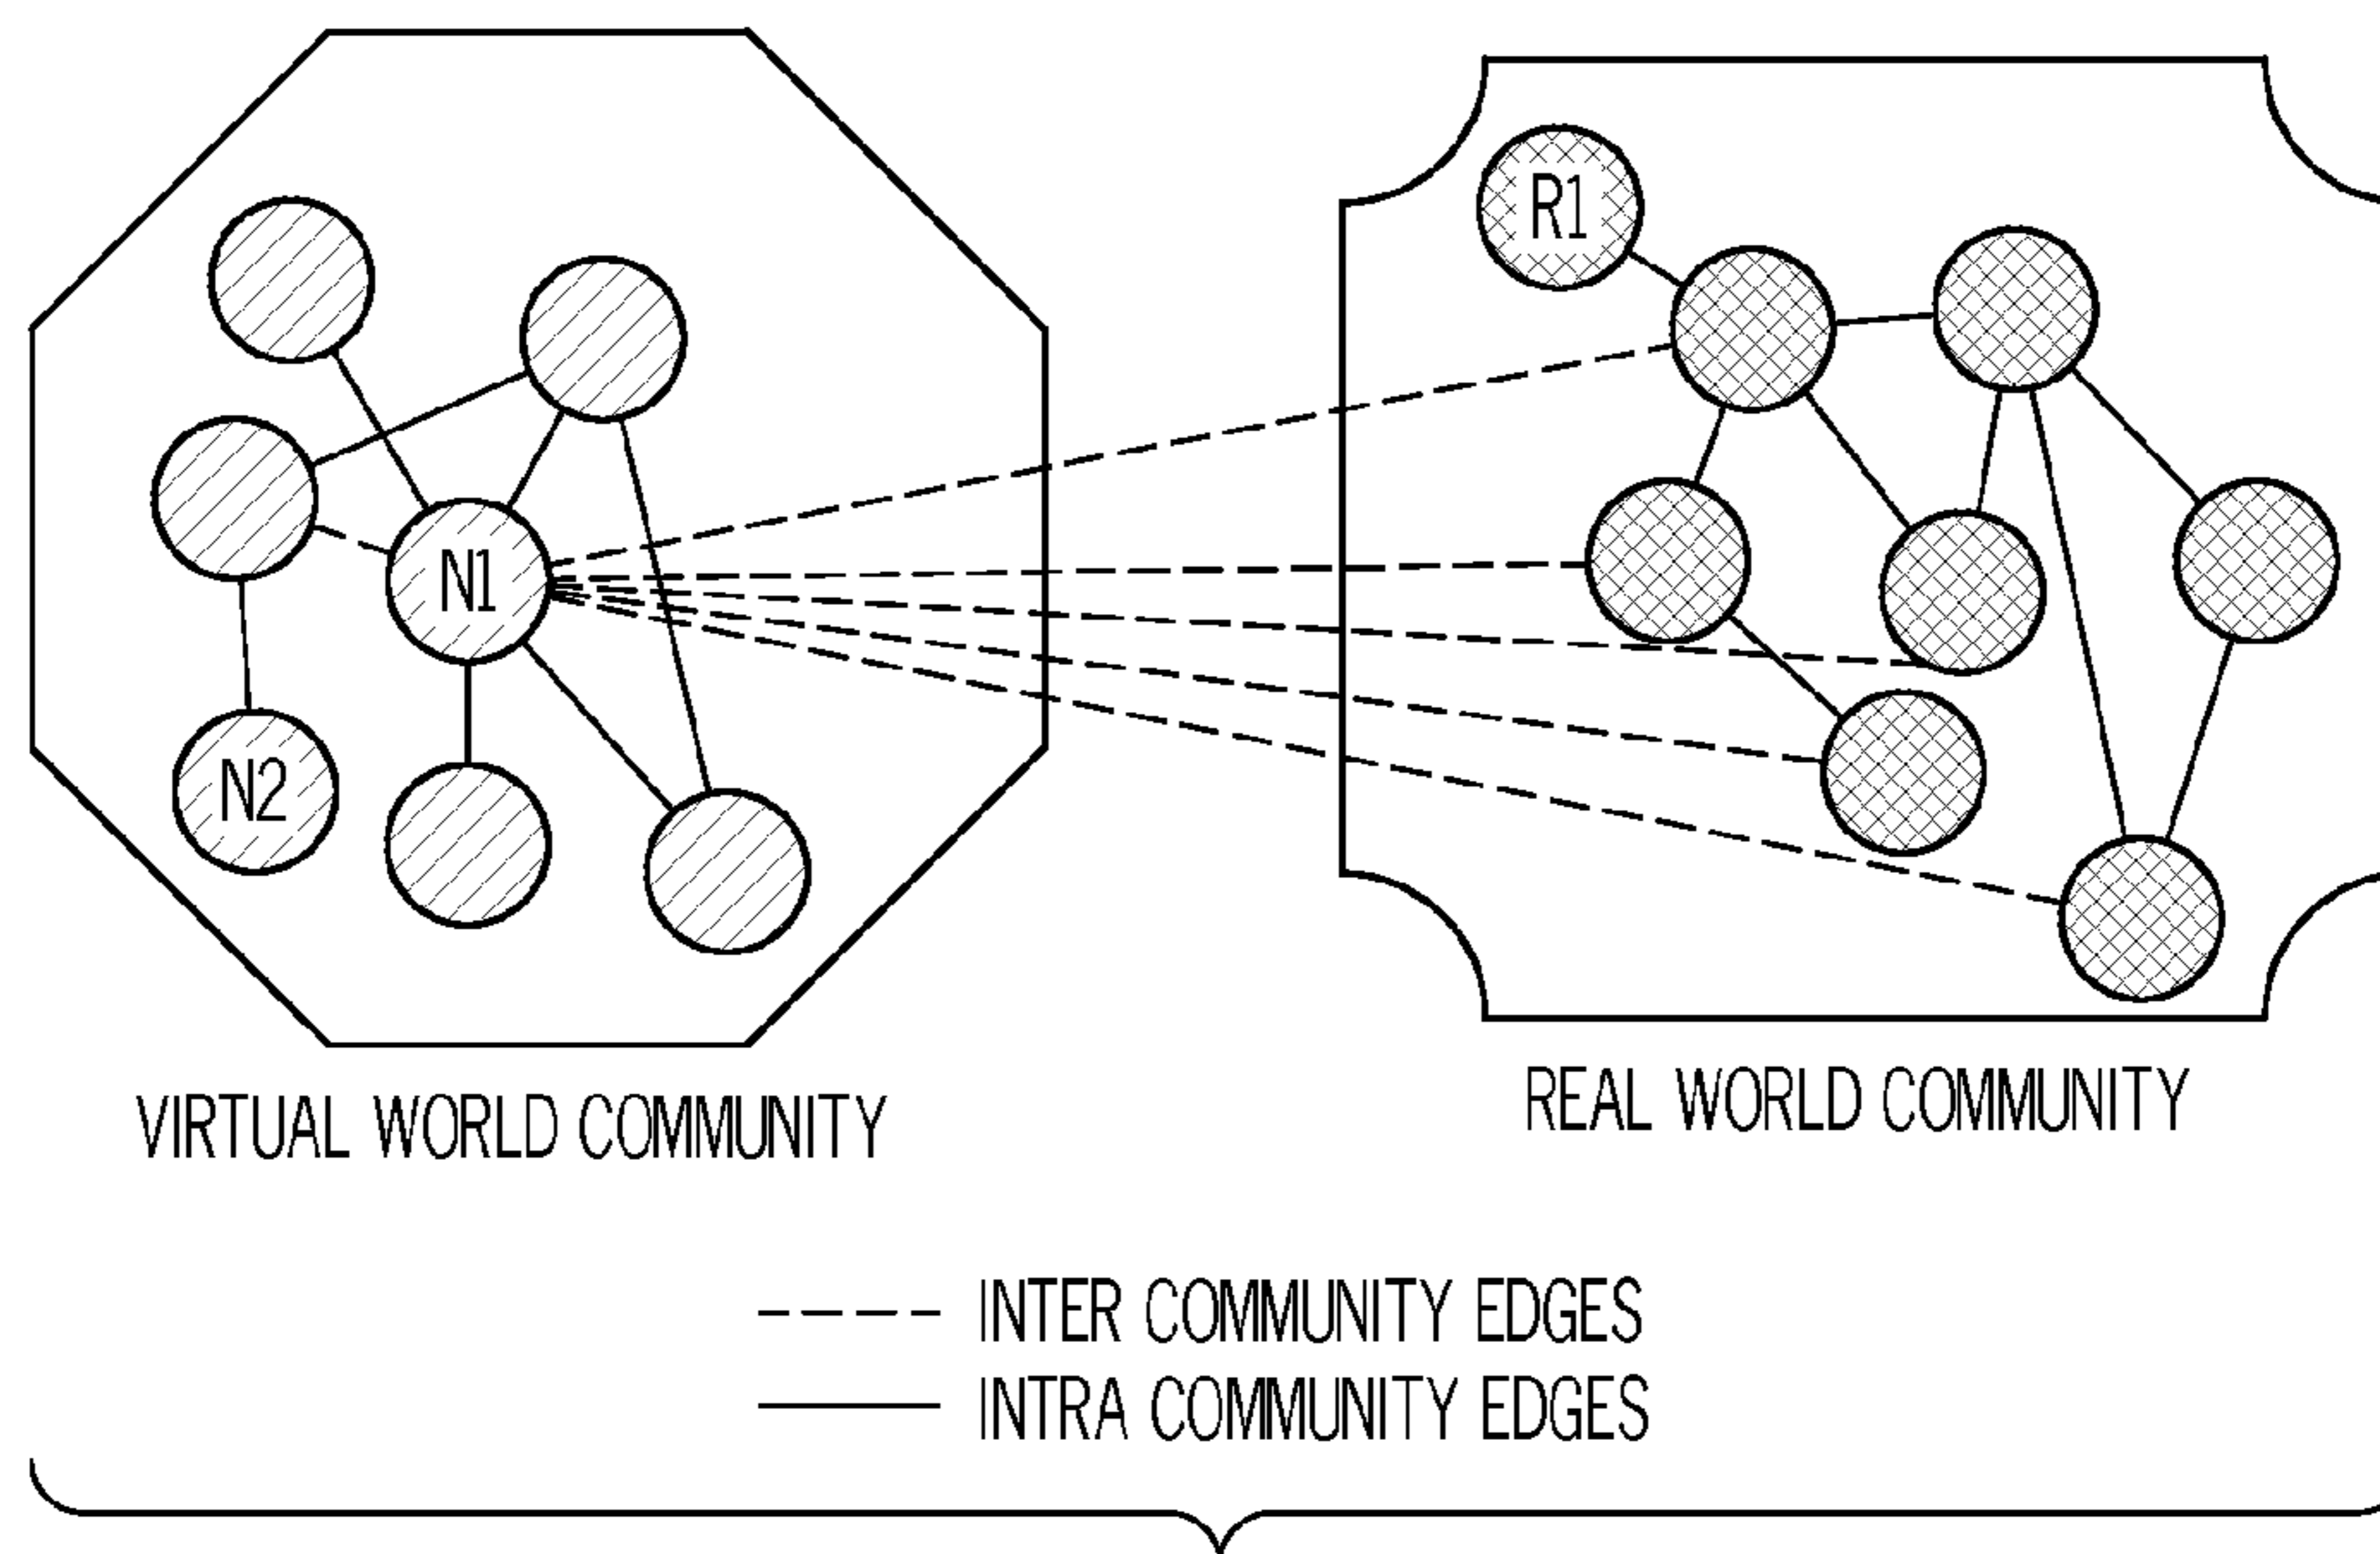 R1
N1
N2
VIRTUAL WORLD COMMUNITY
REAL WORLD COMMUNITY
INTER COMMUNITY EDGES
INTRA COMMUNITY EDGES